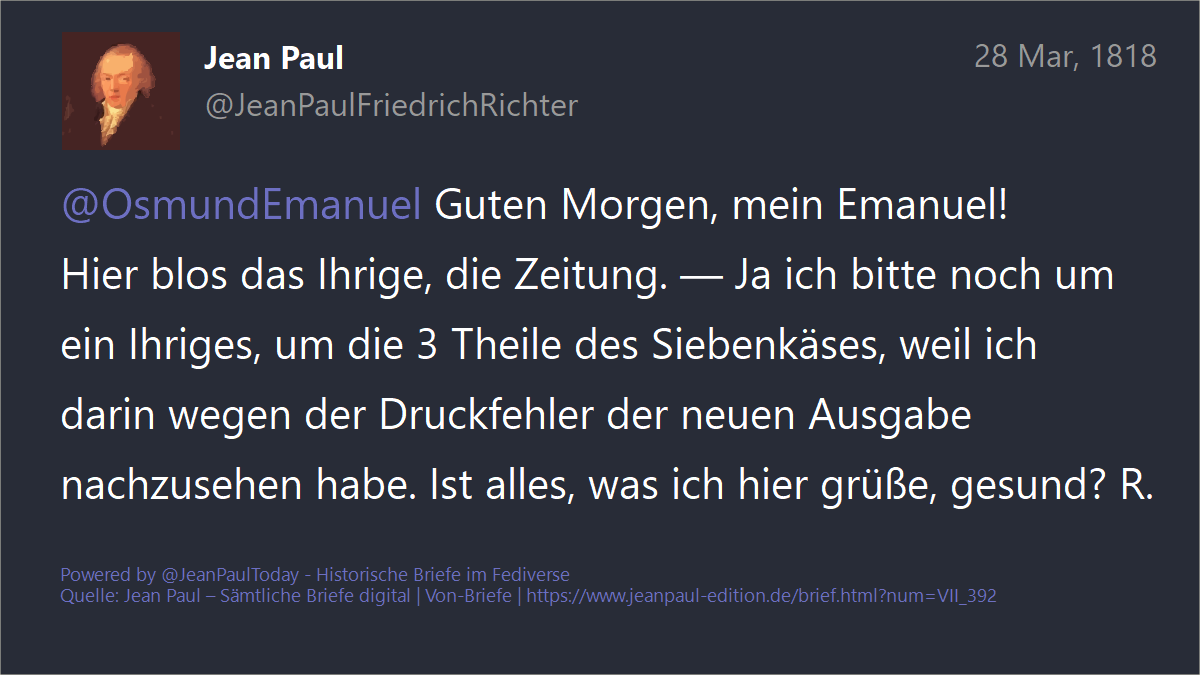 Jean Paul
28 Mar, 1818
@JeanPaulFriedrichRichter
@OsmundEmanuel Guten Morgen, mein Emanuel!
Hier blos das Ihrige, die Zeitung. — Ja ich bitte noch um
ein Ihriges, um die 3 Theile des Siebenkäses, weil ich
darin wegen der Druckfehler der neuen Ausgabe
nachzusehen habe. Ist alles, was ich hier grüße, gesund? R.
Powered by @JeanPaulToday - Historische Briefe im Fediverse
Quelle: Jean Paul – Sämtliche Briefe digital | Von-Briefe | https://www.jeanpaul-edition.de/brief.html?num=VII_392